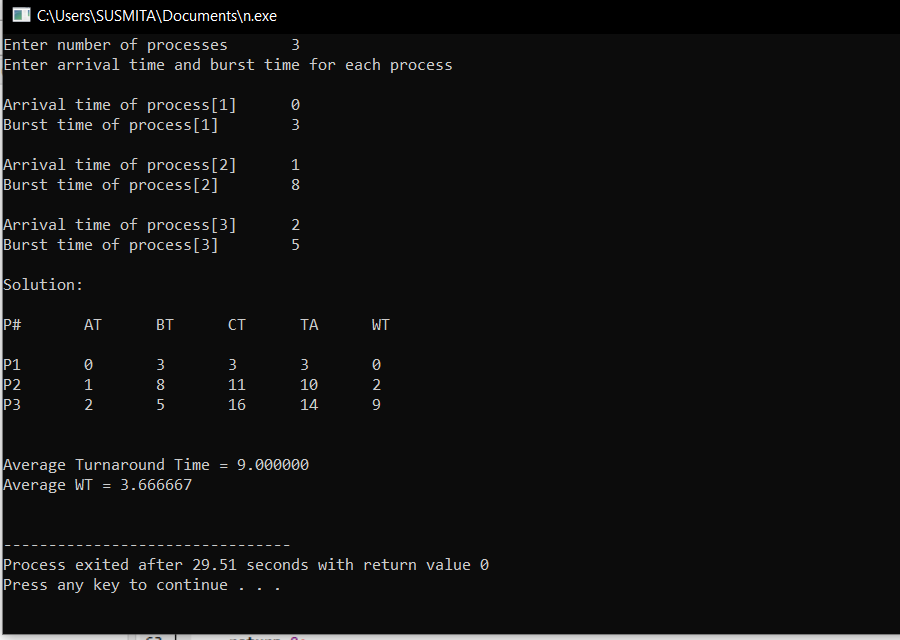 C:\Users\SUSMITA\Documents\n.exe
Enter number of processes 3
Enter arrival time and burst time for each process
Arrival time of process[1] 0
Burst time of process[1] 3
Arrival time of process[2] 1
Burst time of process[2] 8
Arrival time of process[3] 2
Burst time of process[3] 5
Solution:
P# AT BT CT TA WT
P1 0 3 3 3 0
P2 1 8 11 10 2
P3 2 5 16 14 9
Average Turnaround Time = 9.000000
Average WT = 3.666667
--------------------------------
Process exited after 29.51 seconds with return value 0
Press any key to continue . . .